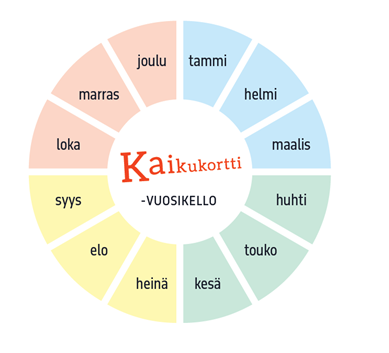 tammi
helmi
maalis
huhti
touko
kesä
heinä
elo
syys
loka
marras
joulu
Kaikukortti
-VUOSIKELLO